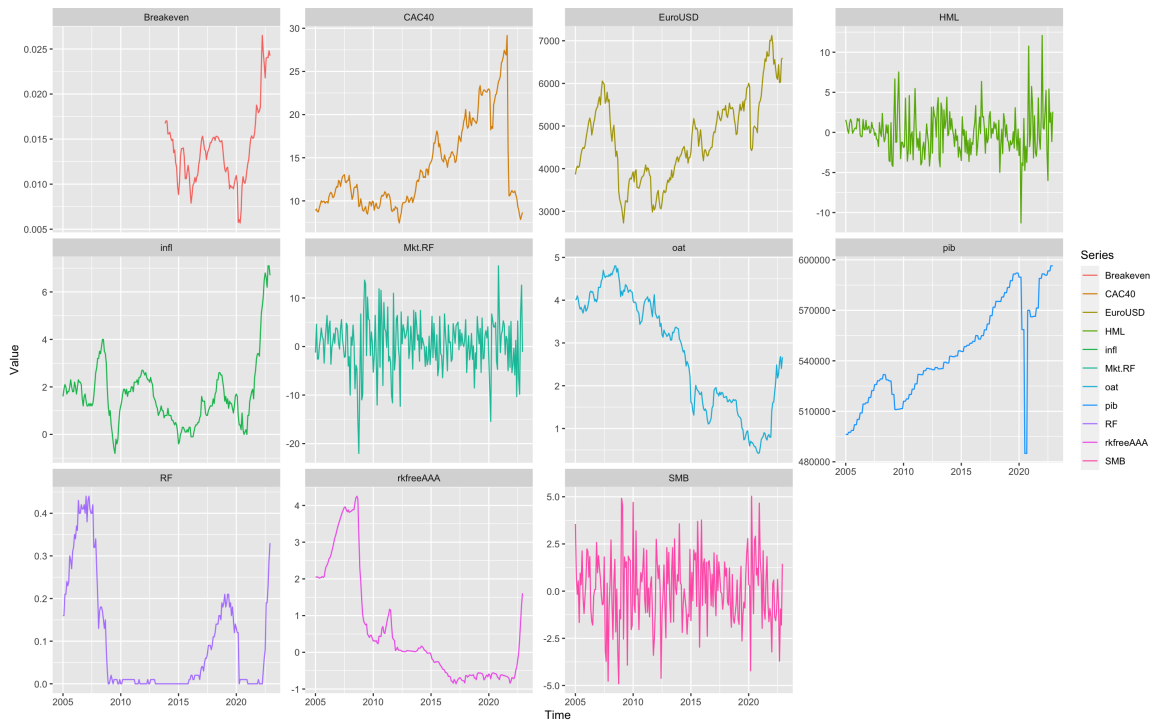 Breakeven CAC40 EuroUSD HML
0.025
0.020
0.015
0.010
0.005
30
25
20
15
10
7000
6000
5000
4000
3000
10
5
0
-5
-10
infl Mkt.RF oat pib
6
4
2
0
10
0
-10
-20
5
4
3
2
1
600000
570000
540000
510000
480000
2005 2010 2015 2020
RF rkfreeAAA SMB
0.4
0.3
0.2
0.1
0.0
4
3
2
1
0
-1
5.0
2.5
0.0
-2.5
-5.0
2005 2010 2015 2020 2005 2010 2015 2020 2005 2010 2015 2020
Time
Value
Series
Breakeven
CAC40
EuroUSD
HML
infl
Mkt.RF
oat
pib
RF
rkfreeAAA
SMB